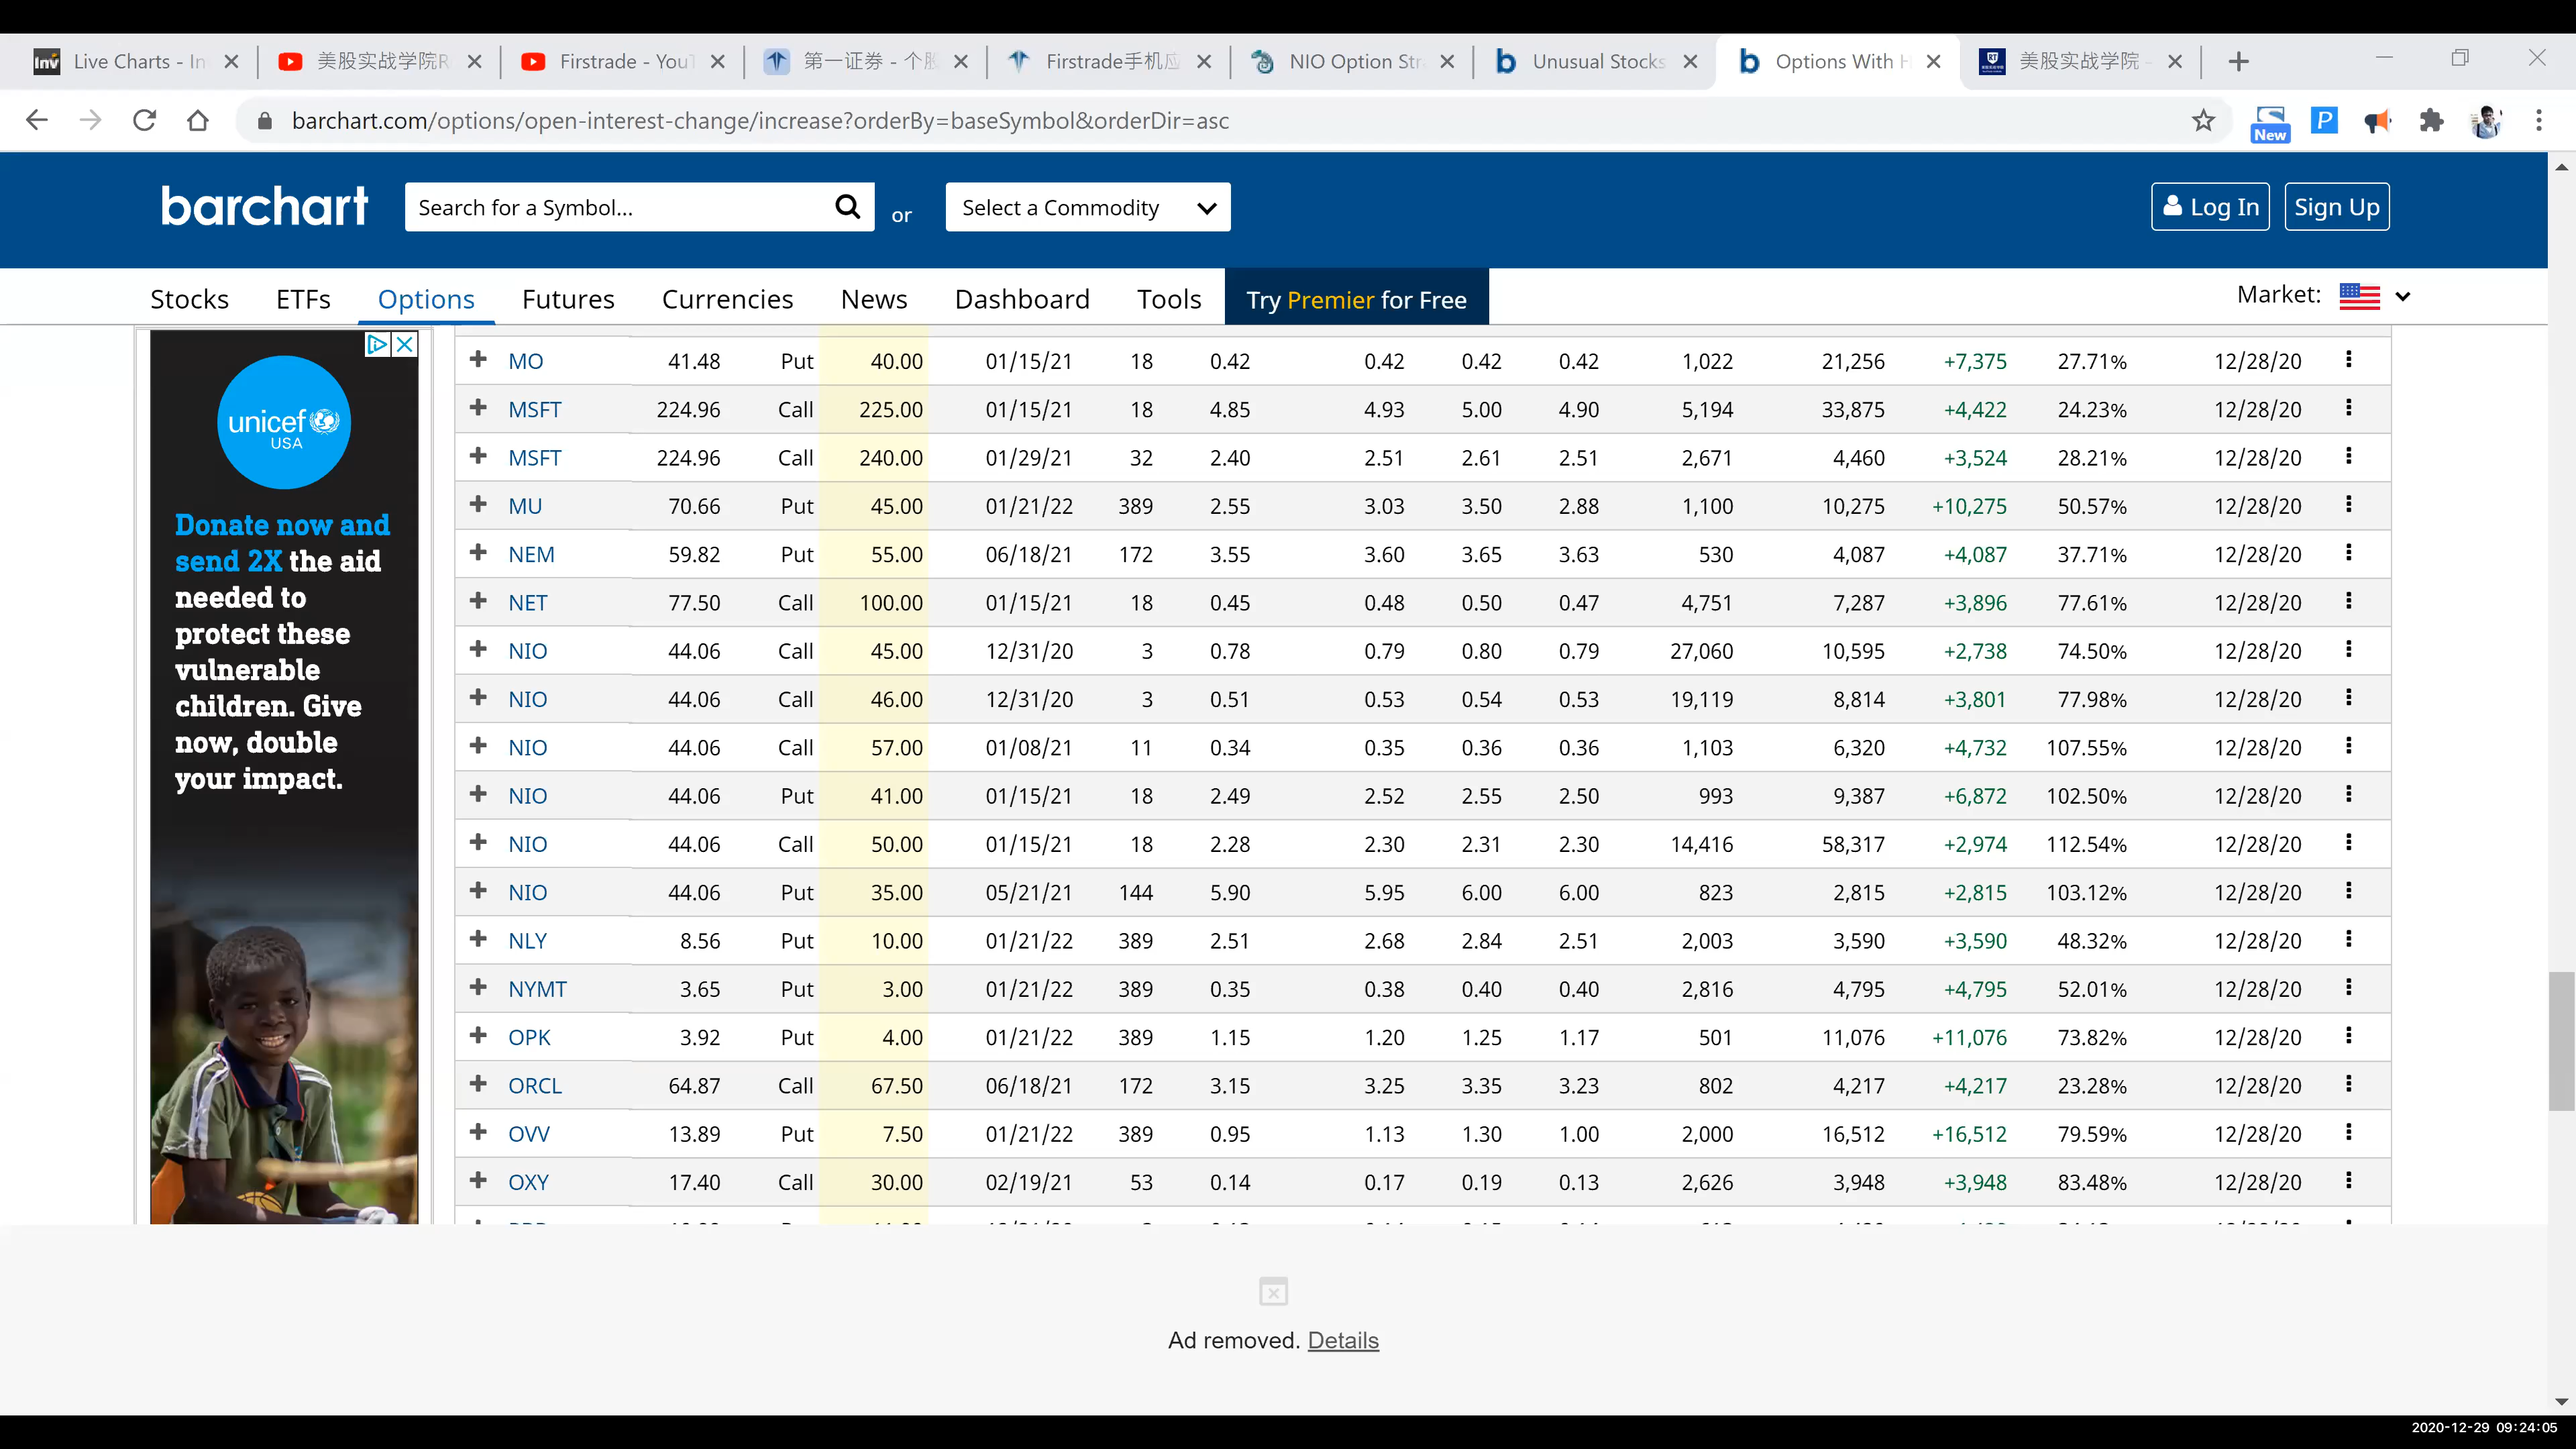 Live Charts - In
美股实战学院R
Firstrade - YouT
第一证券 - 个股
Firstrade手机应
NIO Option Str
Unusual Stocks
Options With H
美股实战学院 -
barchart.com/options/open-interest-change/increase?orderBy=baseSymbol&orderDir=asc
New
P
barchart
Search for a Symbol...
or
Select a Commodity
Log In
Sign Up
Stocks ETFs Options Futures Currencies News Dashboard Tools Try Premier for Free Market:
unicef
USA
Donate now and
send 2X the aid
needed to
protect these
vulnerable
children. Give
now, double
your impact.
MO 41.48 Put 40.00 01/15/21 18 0.42 0.42 0.42 0.42 1,022 21,256 +7,375 27.71% 12/28/20
MSFT 224.96 Call 225.00 01/15/21 18 4.85 4.93 5.00 4.90 5,194 33,875 +4,422 24.23% 12/28/20
MSFT 224.96 Call 240.00 01/29/21 32 2.40 2.51 2.61 2.51 2,671 4,460 +3,524 28.21% 12/28/20
MU 70.66 Put 45.00 01/21/22 389 2.55 3.03 3.50 2.88 1,100 10,275 +10,275 50.57% 12/28/20
NEM 59.82 Put 55.00 06/18/21 172 3.55 3.60 3.65 3.63 530 4,087 +4,087 37.71% 12/28/20
NET 77.50 Call 100.00 01/15/21 18 0.45 0.48 0.50 0.47 4,751 7,287 +3,896 77.61% 12/28/20
NIO 44.06 Call 45.00 12/31/20 3 0.78 0.79 0.80 0.79 27,060 10,595 +2,738 74.50% 12/28/20
NIO 44.06 Call 46.00 12/31/20 3 0.51 0.53 0.54 0.53 19,119 8,814 +3,801 77.98% 12/28/20
NIO 44.06 Call 57.00 01/08/21 11 0.34 0.35 0.36 0.36 1,103 6,320 +4,732 107.55% 12/28/20
NIO 44.06 Put 41.00 01/15/21 18 2.49 2.52 2.55 2.50 993 9,387 +6,872 102.50% 12/28/20
NIO 44.06 Call 50.00 01/15/21 18 2.28 2.30 2.31 2.30 14,416 58,317 +2,974 112.54% 12/28/20
NIO 44.06 Put 35.00 05/21/21 144 5.90 5.95 6.00 6.00 823 2,815 +2,815 103.12% 12/28/20
NLY 8.56 Put 10.00 01/21/22 389 2.51 2.68 2.84 2.51 2,003 3,590 +3,590 48.32% 12/28/20
NYMT 3.65 Put 3.00 01/21/22 389 0.35 0.38 0.40 0.40 2,816 4,795 +4,795 52.01% 12/28/20
OPK 3.92 Put 4.00 01/21/22 389 1.15 1.20 1.25 1.17 501 11,076 +11,076 73.82% 12/28/20
ORCL 64.87 Call 67.50 06/18/21 172 3.15 3.25 3.35 3.23 802 4,217 +4,217 23.28% 12/28/20
OVV 13.89 Put 7.50 01/21/22 389 0.95 1.13 1.30 1.00 2,000 16,512 +16,512 79.59% 12/28/20
OXY 17.40 Call 30.00 02/19/21 53 0.14 0.17 0.19 0.13 2,626 3,948 +3,948 83.48% 12/28/20
Ad removed. Details
2020-12-29 09:24:05